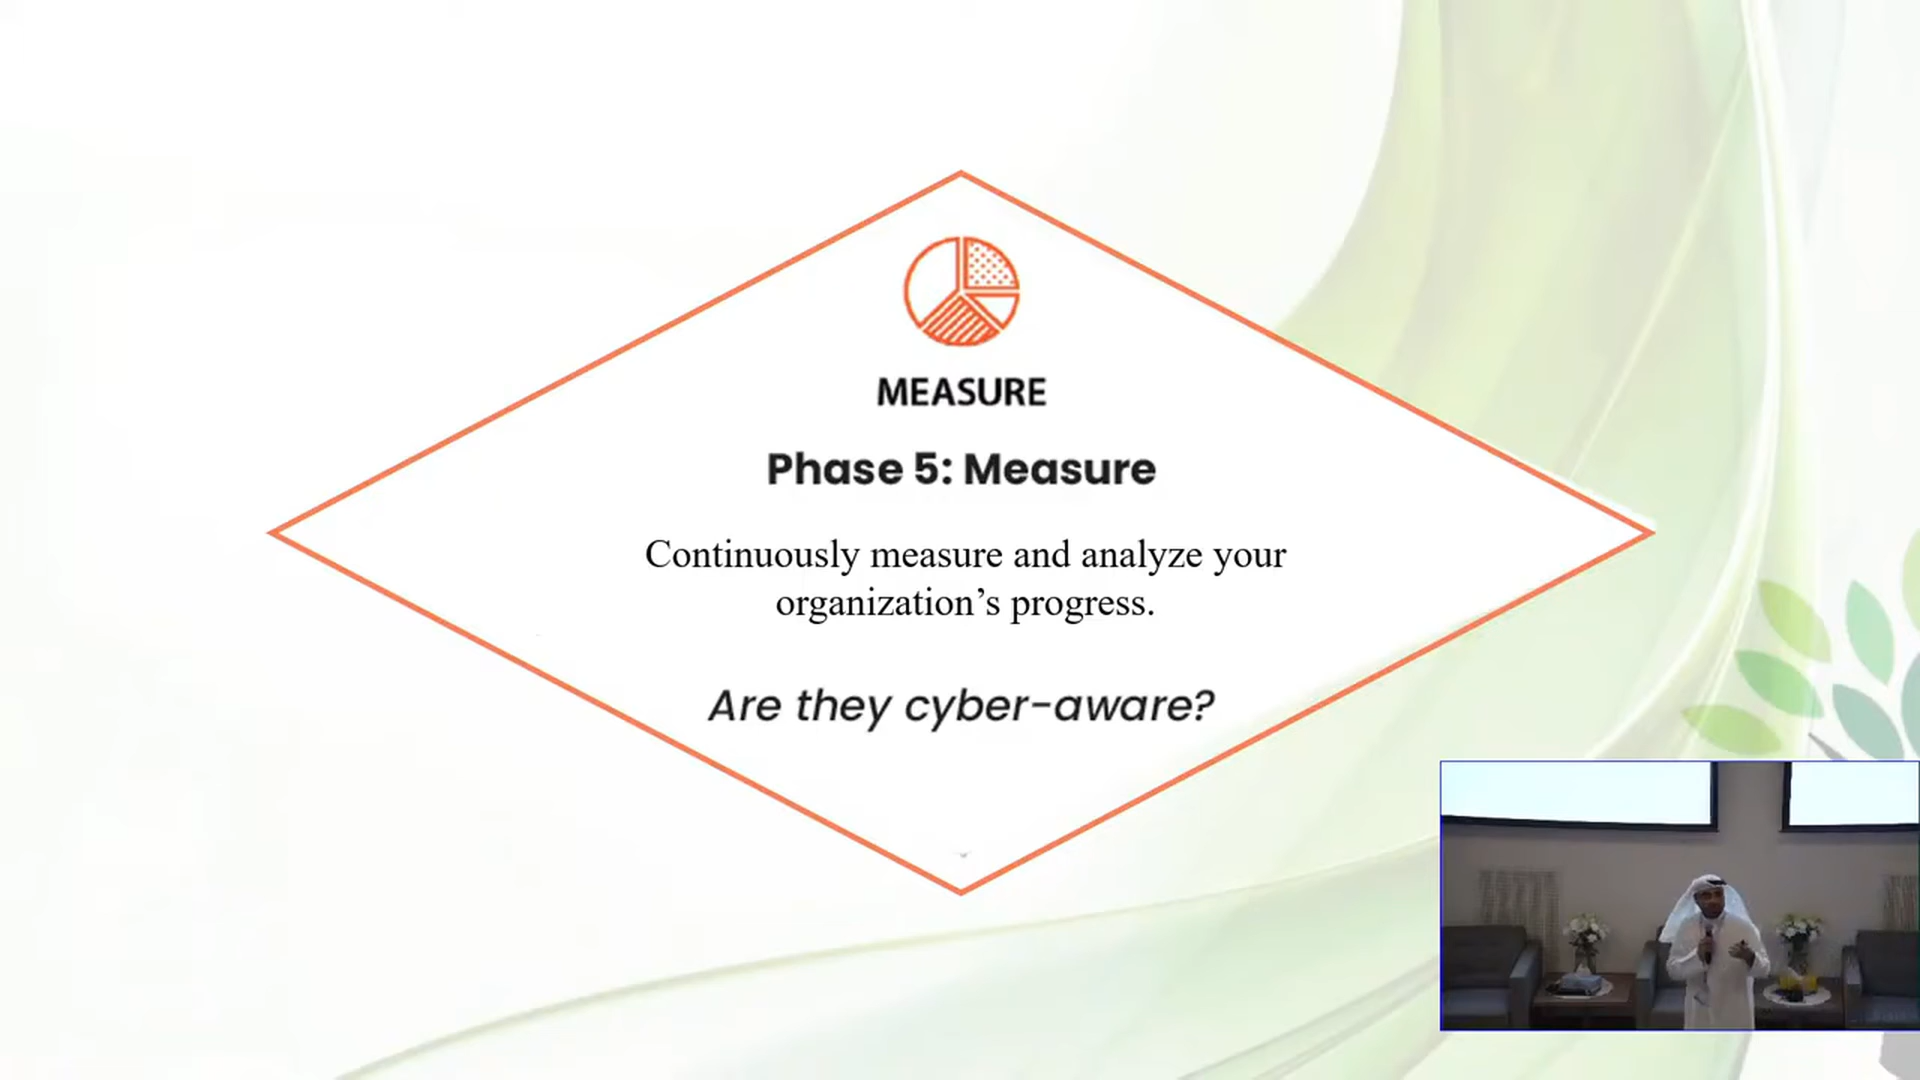 MEASURE
Phase 5: Measure
Continuously measure and analyze your
organization’s progress.
Are they cyber-aware?